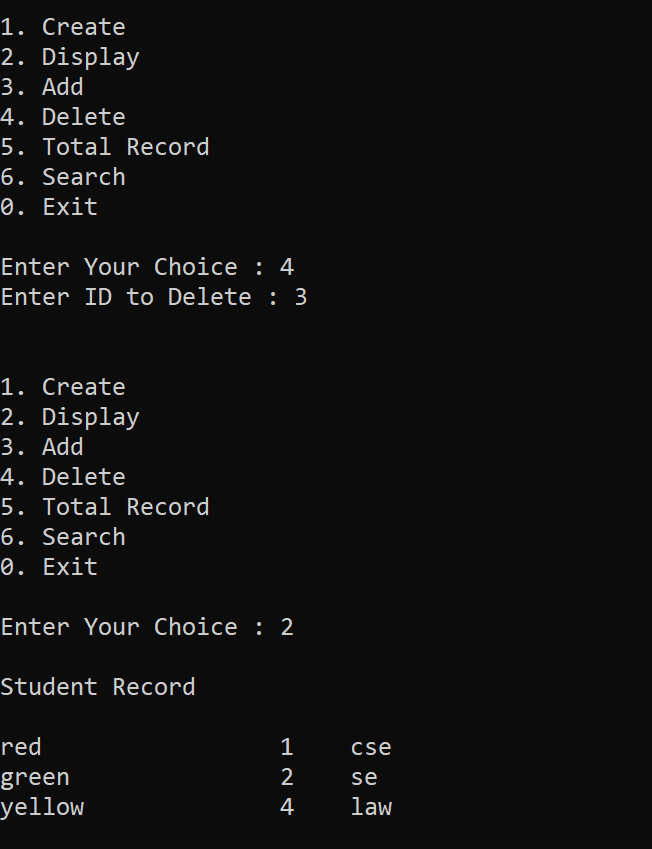 1. Create
2. Display
3. Add
4. Delete
5. Total Record
6. Search
0. Exit
Enter Your Choice : 4
Enter ID to Delete : 3
1. Create
2. Display
3. Add
4. Delete
5. Total Record
6. Search
0. Exit
Enter Your Choice : 2
Student Record
red 1 cse
green 2 se
yellow 4 law